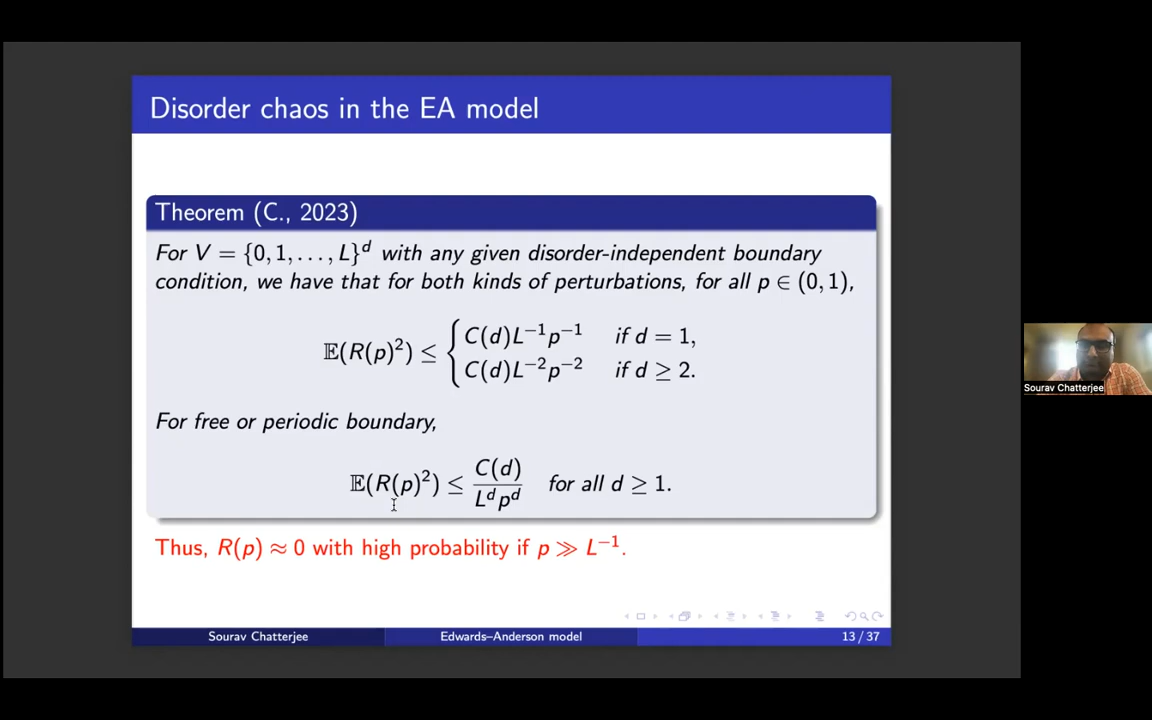 Disorder chaos in the EA model
Theorem (C., 2023)
For V = {0, 1, . . . , L}^d with any given disorder-independent boundary
condition, we have that for both kinds of perturbations, for all p ∈ (0, 1),
𝔼(R(p)²) ≤ { C(d)L⁻¹p⁻¹ if d = 1,
C(d)L⁻²p⁻² if d ≥ 2.
For free or periodic boundary,
𝔼(R(p)²) ≤ C(d) / L^d p^d for all d ≥ 1.
Thus, R(p) ≈ 0 with high probability if p ≫ L⁻¹.
Sourav Chatterjee Edwards–Anderson model 13 / 37
Sourav Chatterjee